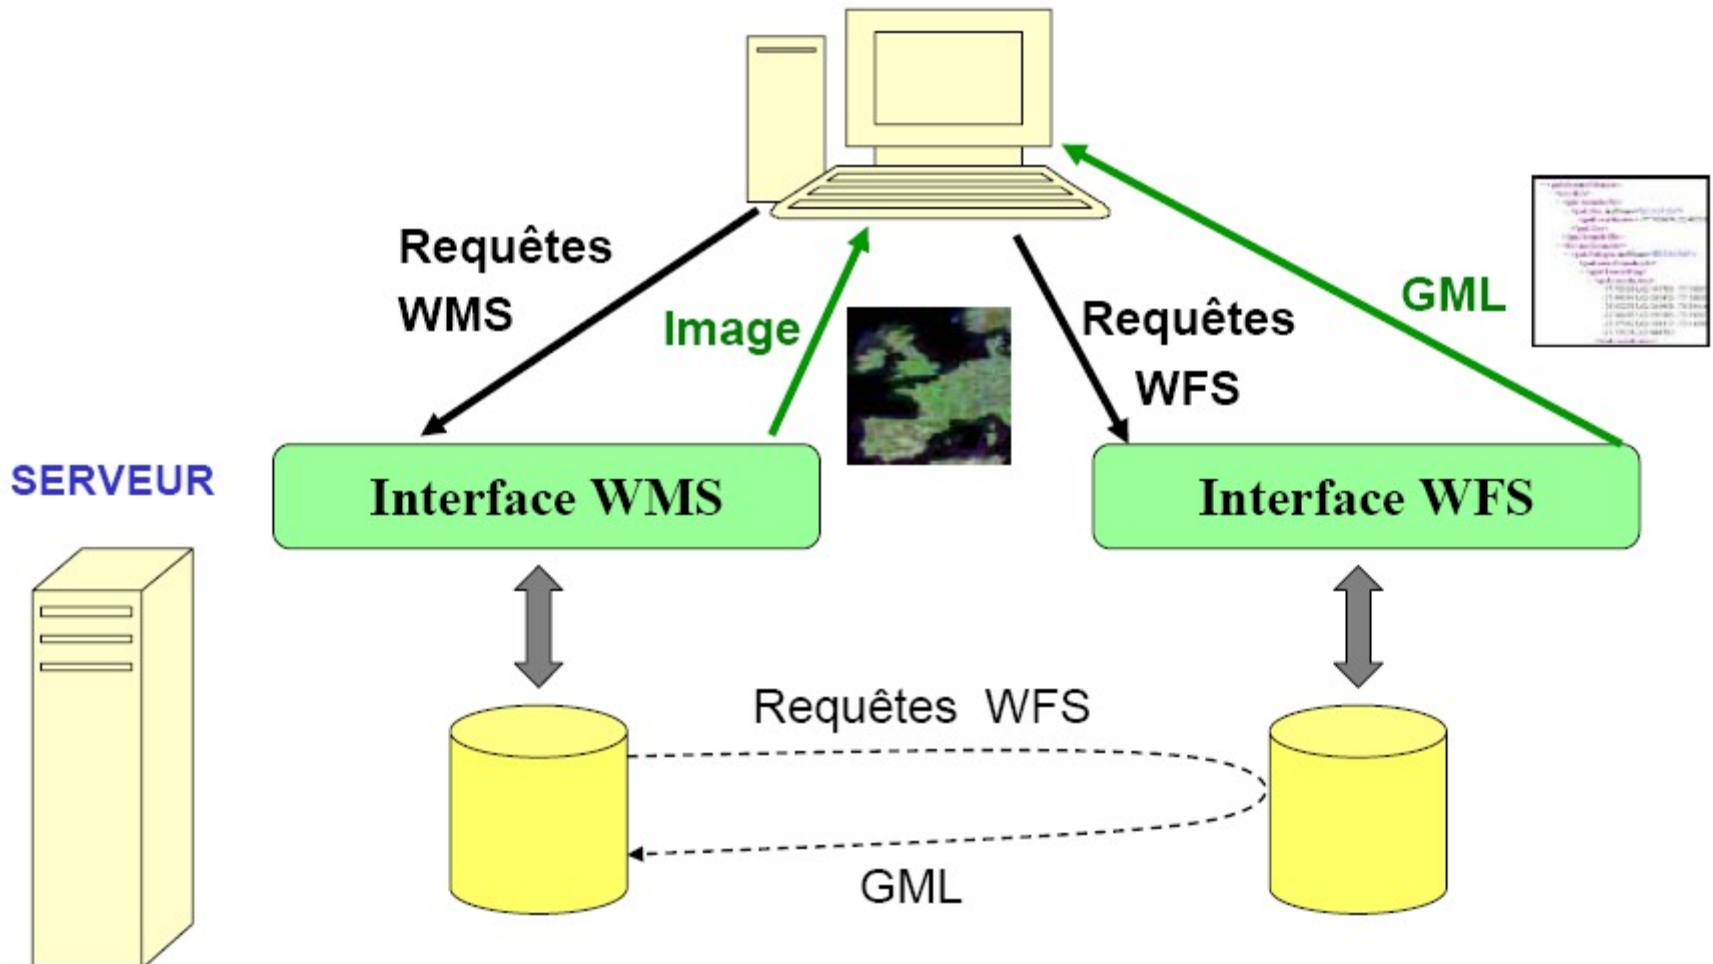 Requêtes
WMS
Image
Requêtes
WFS
GML
SERVEUR
Interface WMS
Interface WFS
Requêtes WFS
GML